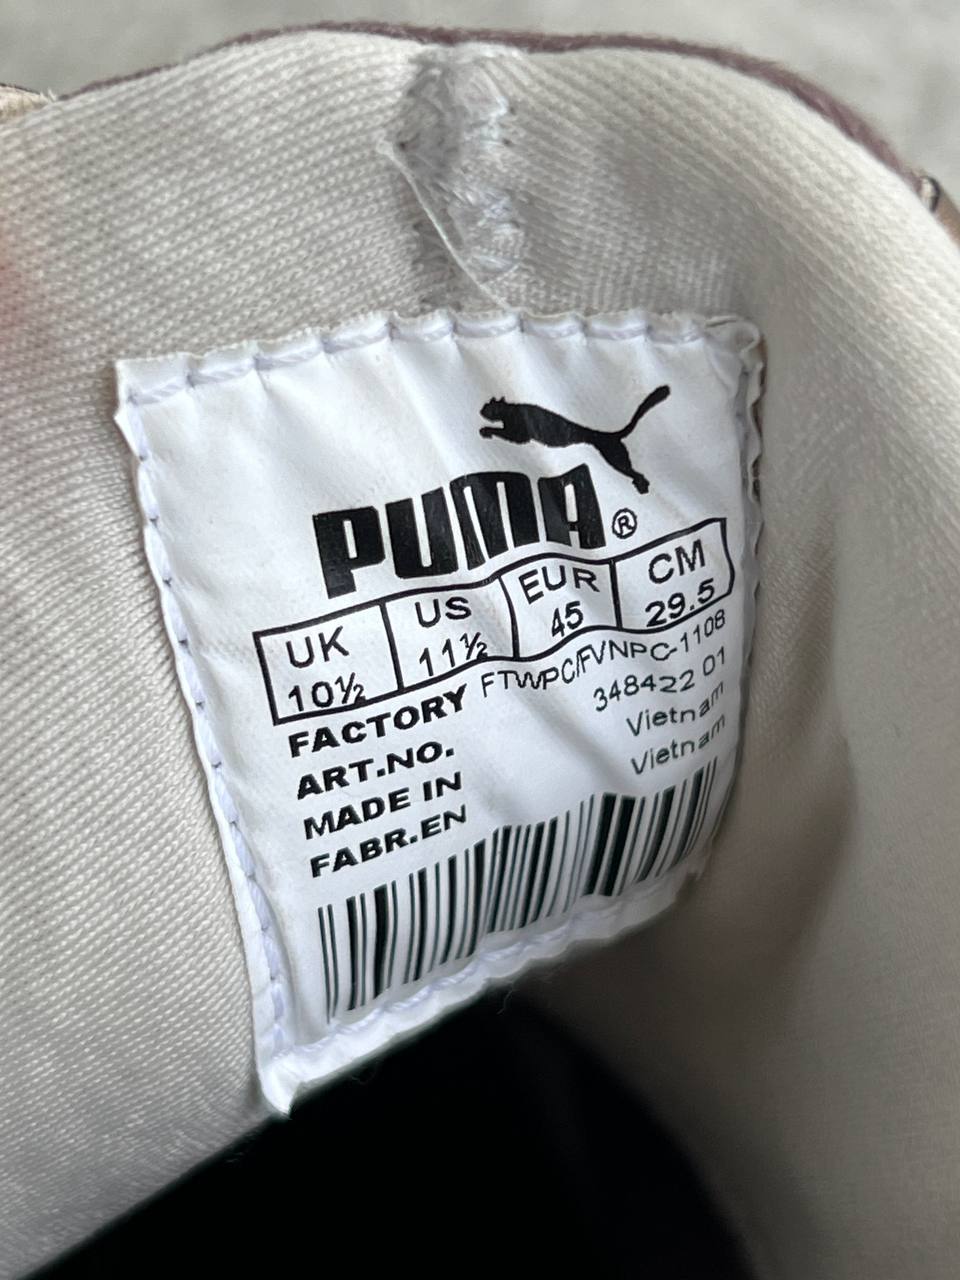 PUMA®
UK US EUR CM
10½ 11½ 45 29.5
FACTORY FTWPC/FVNPC-1108
ART.NO. 348422 01
MADE IN Vietnam
FABR.EN Vietnam